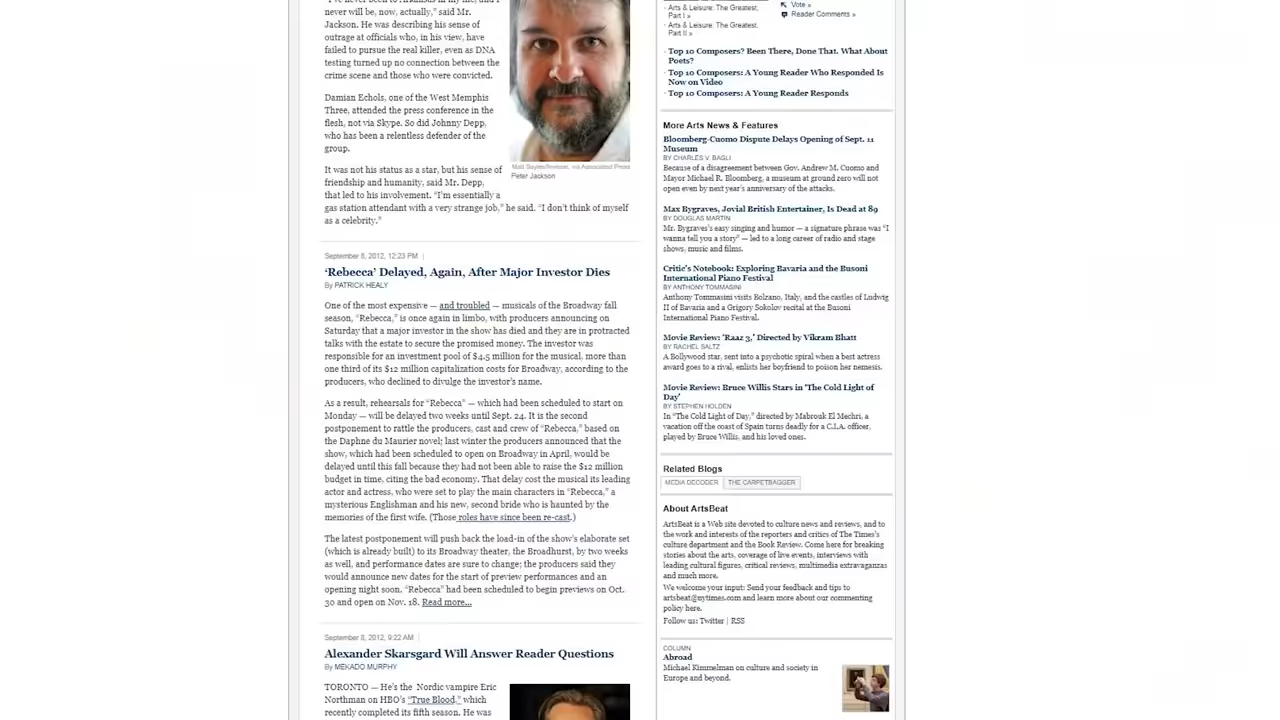 "I've never been to Arkansas in my life, and I
never will be, now, actually," said Mr.
Jackson. He was describing his sense of
outrage at officials who, in his view, have
failed to pursue the real killer, even as DNA
testing turned up no connection between the
crime scene and those who were convicted.
Damian Echols, one of the West Memphis
Three, attended the press conference in the
flesh, not via Skype. So did Johnny Depp,
who has been a relentless defender of the
group.
It was not his status as a star, but his sense of
friendship and humanity, said Mr. Depp,
that led to his involvement. "I'm essentially a
gas station attendant with a very strange job," he said. "I don't think of myself
as a celebrity."
Matt Sayles/Invision, via Associated Press
Peter Jackson
September 8, 2012, 12:23 PM
'Rebecca' Delayed, Again, After Major Investor Dies
By PATRICK HEALY
One of the most expensive — and troubled — musicals of the Broadway fall
season, "Rebecca," is once again in limbo, with producers announcing on
Saturday that a major investor in the show has died and they are in protracted
talks with the estate to secure the promised money. The investor was
responsible for an investment pool of $4.5 million for the musical, more than
one third of its $12 million capitalization costs for Broadway, according to the
producers, who declined to divulge the investor's name.
As a result, rehearsals for "Rebecca" — which had been scheduled to start on
Monday — will be delayed two weeks until Sept. 24. It is the second
postponement to rattle the producers, cast and crew of "Rebecca," based on
the Daphne du Maurier novel; last winter the producers announced that the
show, which had been scheduled to open on Broadway in April, would be
delayed until this fall because they had not been able to raise the $12 million
budget in time, citing the bad economy. That delay cost the musical its leading
actor and actress, who were set to play the main characters in "Rebecca," a
mysterious Englishman and his new, second bride who is haunted by the
memories of the first wife. (Those roles have since been re-cast.)
The latest postponement will push back the load-in of the show's elaborate set
(which is already built) to its Broadway theater, the Broadhurst, by two weeks
as well, and performance dates are sure to change; the producers said they
would announce new dates for the start of preview performances and an
opening night soon. "Rebecca" had been scheduled to begin previews on Oct.
30 and open on Nov. 18. Read more...
September 8, 2012, 9:22 AM
Alexander Skarsgard Will Answer Reader Questions
By MEKADO MURPHY
TORONTO — He's the Nordic vampire Eric
Northman on HBO's "True Blood," which
recently completed its fifth season. He was
Arts & Leisure: The Greatest,
Part I »
Arts & Leisure: The Greatest,
Part II »
Vote »
Reader Comments »
Top 10 Composers? Been There, Done That. What About
Poets?
Top 10 Composers: A Young Reader Who Responded Is
Now on Video
Top 10 Composers: A Young Reader Responds
More Arts News & Features
Bloomberg-Cuomo Dispute Delays Opening of Sept. 11
Museum
BY CHARLES V. BAGLI
Because of a disagreement between Gov. Andrew M. Cuomo and
Mayor Michael R. Bloomberg, a museum at ground zero will not
open even by next year's anniversary of the attacks.
Max Bygraves, Jovial British Entertainer, Is Dead at 89
BY DOUGLAS MARTIN
Mr. Bygraves's easy singing and humor — a signature phrase was "I
wanna tell you a story" — led to a long career of radio and stage
shows, music and films.
Critic's Notebook: Exploring Bavaria and the Busoni
International Piano Festival
BY ANTHONY TOMMASINI
Anthony Tommasini visits Bolzano, Italy, and the castles of Ludwig
II of Bavaria and a Grigory Sokolov recital at the Busoni
International Piano Festival.
Movie Review: 'Raaz 3,' Directed by Vikram Bhatt
BY RACHEL SALTZ
A Bollywood star, sent into a psychotic spiral when a best actress
award goes to a rival, enlists her boyfriend to poison her nemesis.
Movie Review: Bruce Willis Stars in 'The Cold Light of
Day'
BY STEPHEN HOLDEN
In "The Cold Light of Day," directed by Mabrouk El Mechri, a
vacation off the coast of Spain turns deadly for a C.I.A. officer,
played by Bruce Willis, and his loved ones.
Related Blogs
MEDIA DECODER THE CARPETBAGGER
About ArtsBeat
ArtsBeat is a Web site devoted to culture news and reviews, and to
the work and interests of the reporters and critics of The Times's
culture department and the Book Review. Come here for breaking
stories about the arts, coverage of live events, interviews with
leading cultural figures, critical reviews, multimedia extravaganzas
and much more.
We welcome your input: Send your feedback and tips to
artsbeat@nytimes.com and learn more about our commenting
policy here.
Follow us: Twitter | RSS
COLUMN
Abroad
Michael Kimmelman on culture and society in
Europe and beyond.